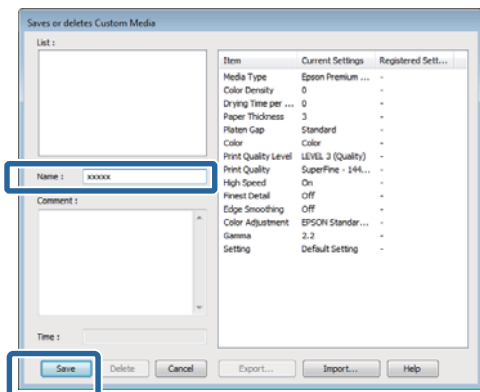 Saves or deletes Custom Media
List :
Item Current Settings Registered Sett...
Media Type Epson Premium ... -
Color Density 0 -
Drying Time per ... 0 -
Paper Thickness 3 -
Platen Gap Standard -
Color Color -
Print Quality Level LEVEL 3 (Quality) -
Print Quality SuperFine - 144... -
High Speed On -
Finest Detail Off -
Edge Smoothing Off -
Color Adjustment EPSON Standar... -
Gamma 2.2 -
Setting Default Setting -
Name : xxxxx
Comment :
Time :
Save Delete Cancel Export... Import... Help